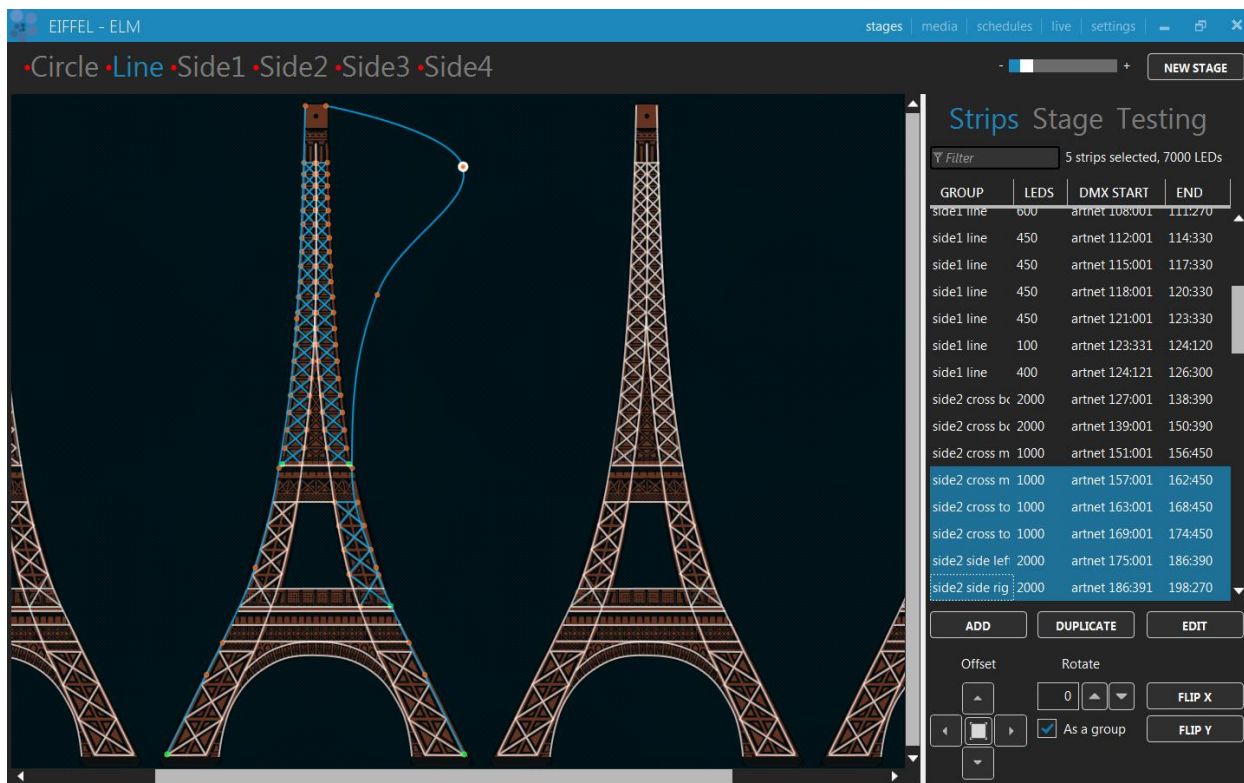 EIFFEL - ELM
stages | media | schedules | live | settings
Circle Line Side1 Side2 Side3 Side4
- +
NEW STAGE
Strips Stage Testing
Filter
5 strips selected, 7000 LEDs
GROUP LEDS DMX START END
side1 line 600 artnet 108:001 111:270
side1 line 450 artnet 112:001 114:330
side1 line 450 artnet 115:001 117:330
side1 line 450 artnet 118:001 120:330
side1 line 450 artnet 121:001 123:330
side1 line 100 artnet 123:331 124:120
side1 line 400 artnet 124:121 126:300
side2 cross bo 2000 artnet 127:001 138:390
side2 cross bo 2000 artnet 139:001 150:390
side2 cross m 1000 artnet 151:001 156:450
side2 cross m 1000 artnet 157:001 162:450
side2 cross to 1000 artnet 163:001 168:450
side2 cross to 1000 artnet 169:001 174:450
side2 side left 2000 artnet 175:001 186:390
side2 side rig 2000 artnet 186:391 198:270
ADD
DUPLICATE
EDIT
Offset
Rotate
0
FLIP X
As a group
FLIP Y